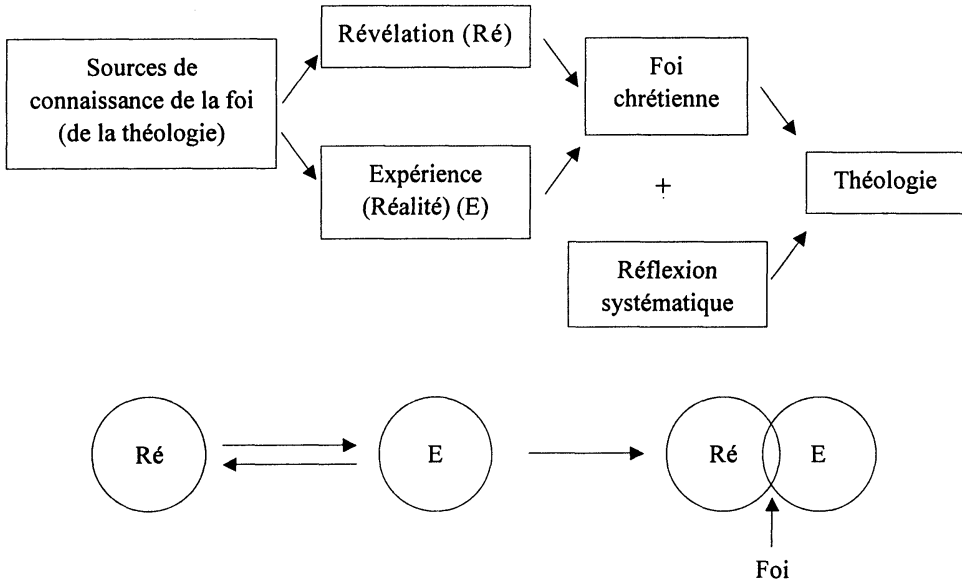 Révélation (Ré)
Sources de
connaissance de la foi
(de la théologie)
Foi
chrétienne
Expérience
(Réalité) (E)
+
Théologie
Réflexion
systématique
Ré
E
Ré
E
Foi